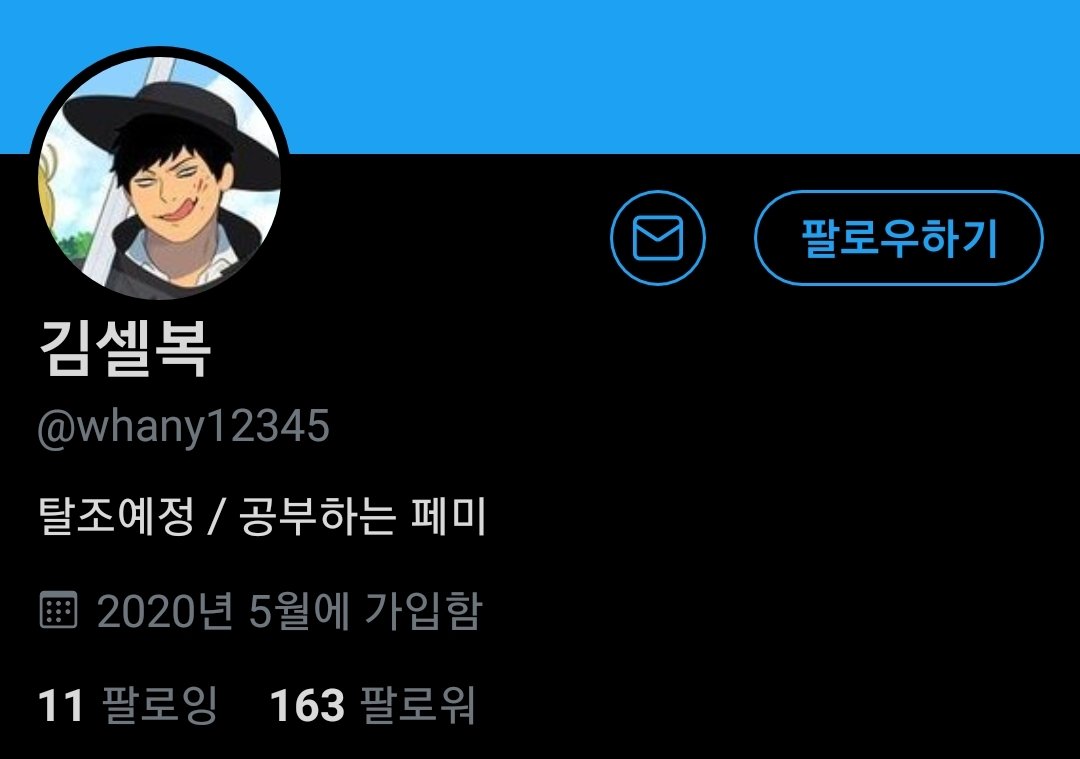 팔로우하기
김셀복
@whany12345
탈조예정 / 공부하는 페미
2020년 5월에 가입함
11 팔로잉 163 팔로워